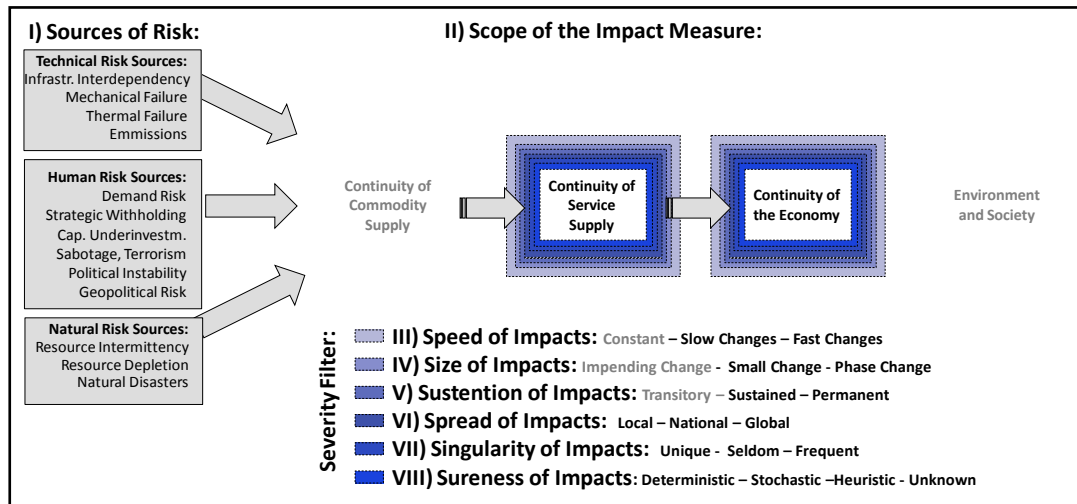 I) Sources of Risk:
Technical Risk Sources:
Infrastr. Interdependency
Mechanical Failure
Thermal Failure
Emmissions
Human Risk Sources:
Demand Risk
Strategic Withholding
Cap. Underinvestm.
Sabotage, Terrorism
Political Instability
Geopolitical Risk
Natural Risk Sources:
Resource Intermittency
Resource Depletion
Natural Disasters
II) Scope of the Impact Measure:
Continuity of
Commodity
Supply
Continuity of
Service
Supply
Continuity of
the Economy
Environment
and Society
Severity Filter:
III) Speed of Impacts: Constant – Slow Changes – Fast Changes
IV) Size of Impacts: Impending Change - Small Change - Phase Change
V) Sustention of Impacts: Transitory – Sustained – Permanent
VI) Spread of Impacts: Local – National – Global
VII) Singularity of Impacts: Unique - Seldom – Frequent
VIII) Sureness of Impacts: Deterministic – Stochastic –Heuristic - Unknown